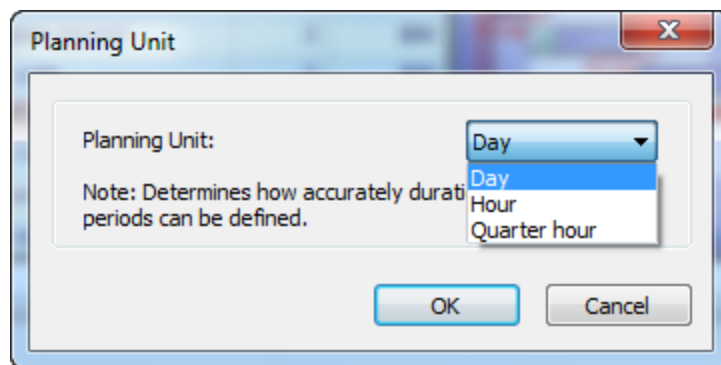 Planning Unit
Planning Unit:
Day
Day
Note: Determines how accurately durati
Hour
periods can be defined.
Quarter hour
OK
Cancel